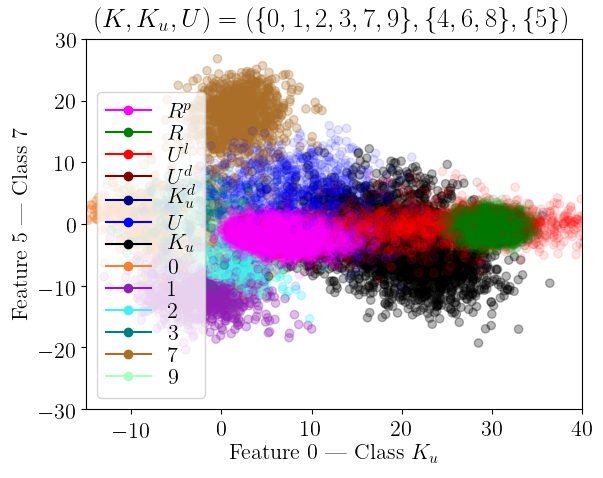 (K, K_u, U) = ({0, 1, 2, 3, 7, 9}, {4, 6, 8}, {5})
Feature 5 — Class 7
30
20
10
0
−10
−20
−30
R^p
R
U^l
U^d
K_u^d
U
K_u
0
1
2
3
7
9
−10 0 10 20 30 40
Feature 0 — Class K_u